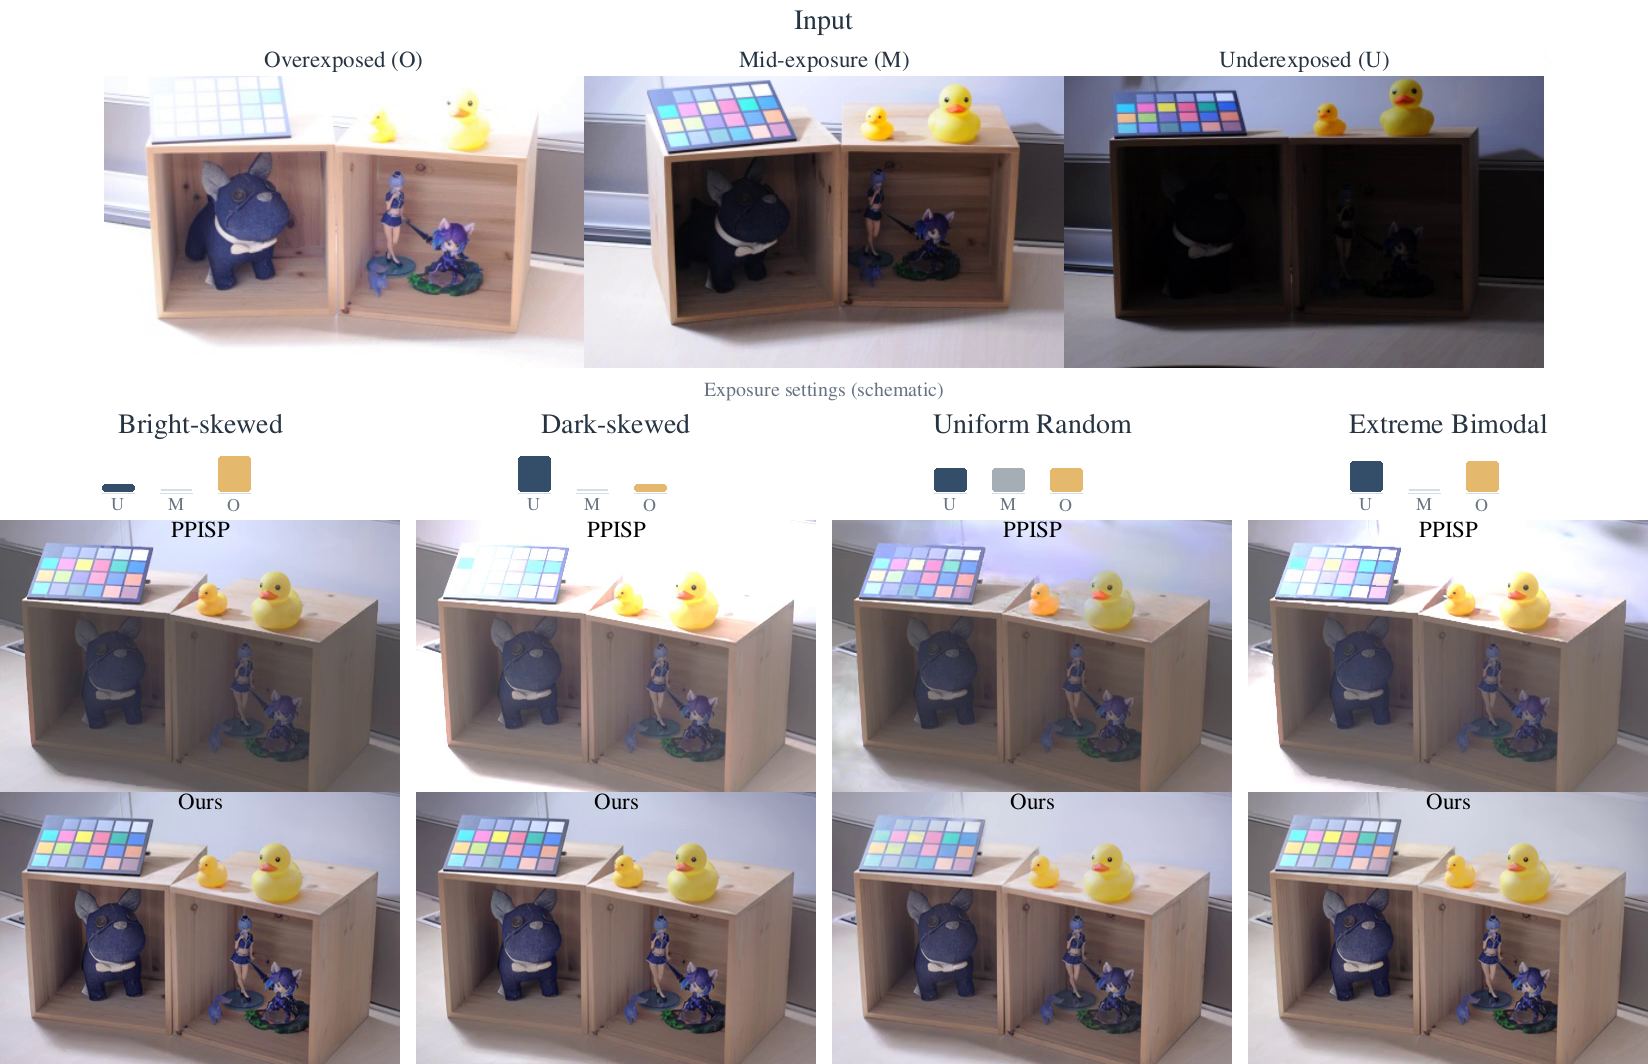 Input
Overexposed (O) Mid-exposure (M) Underexposed (U)
Exposure settings (schematic)
Bright-skewed Dark-skewed Uniform Random Extreme Bimodal
U M O U M O U M O U M O
PPISP PPISP PPISP PPISP
Ours Ours Ours Ours